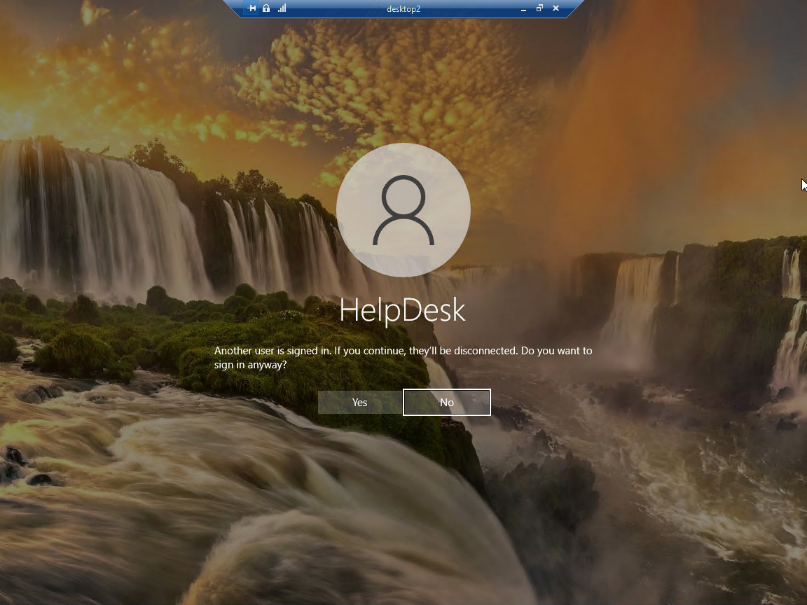 desktop2
HelpDesk
Another user is signed in. If you continue, they'll be disconnected. Do you want to
sign in anyway?
Yes No